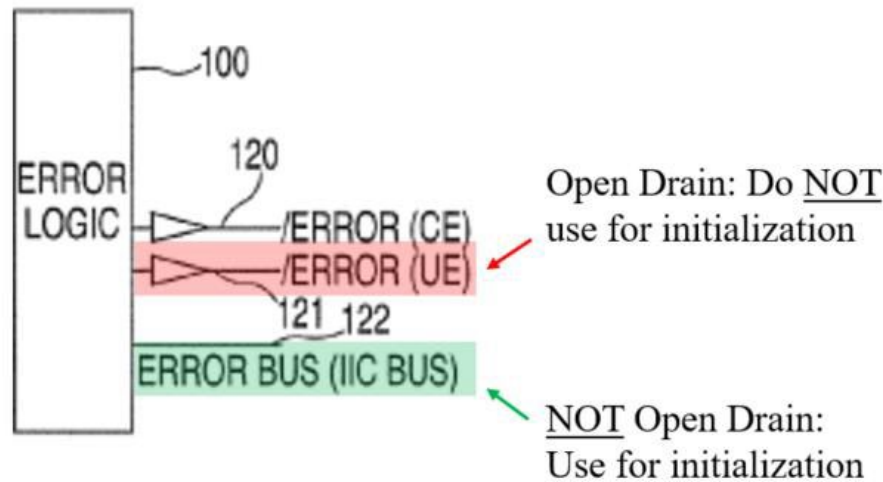 100
120
ERROR
LOGIC
/ERROR (CE)
/ERROR (UE)
121 122
ERROR BUS (IIC BUS)
Open Drain: Do NOT
use for initialization
NOT Open Drain:
Use for initialization